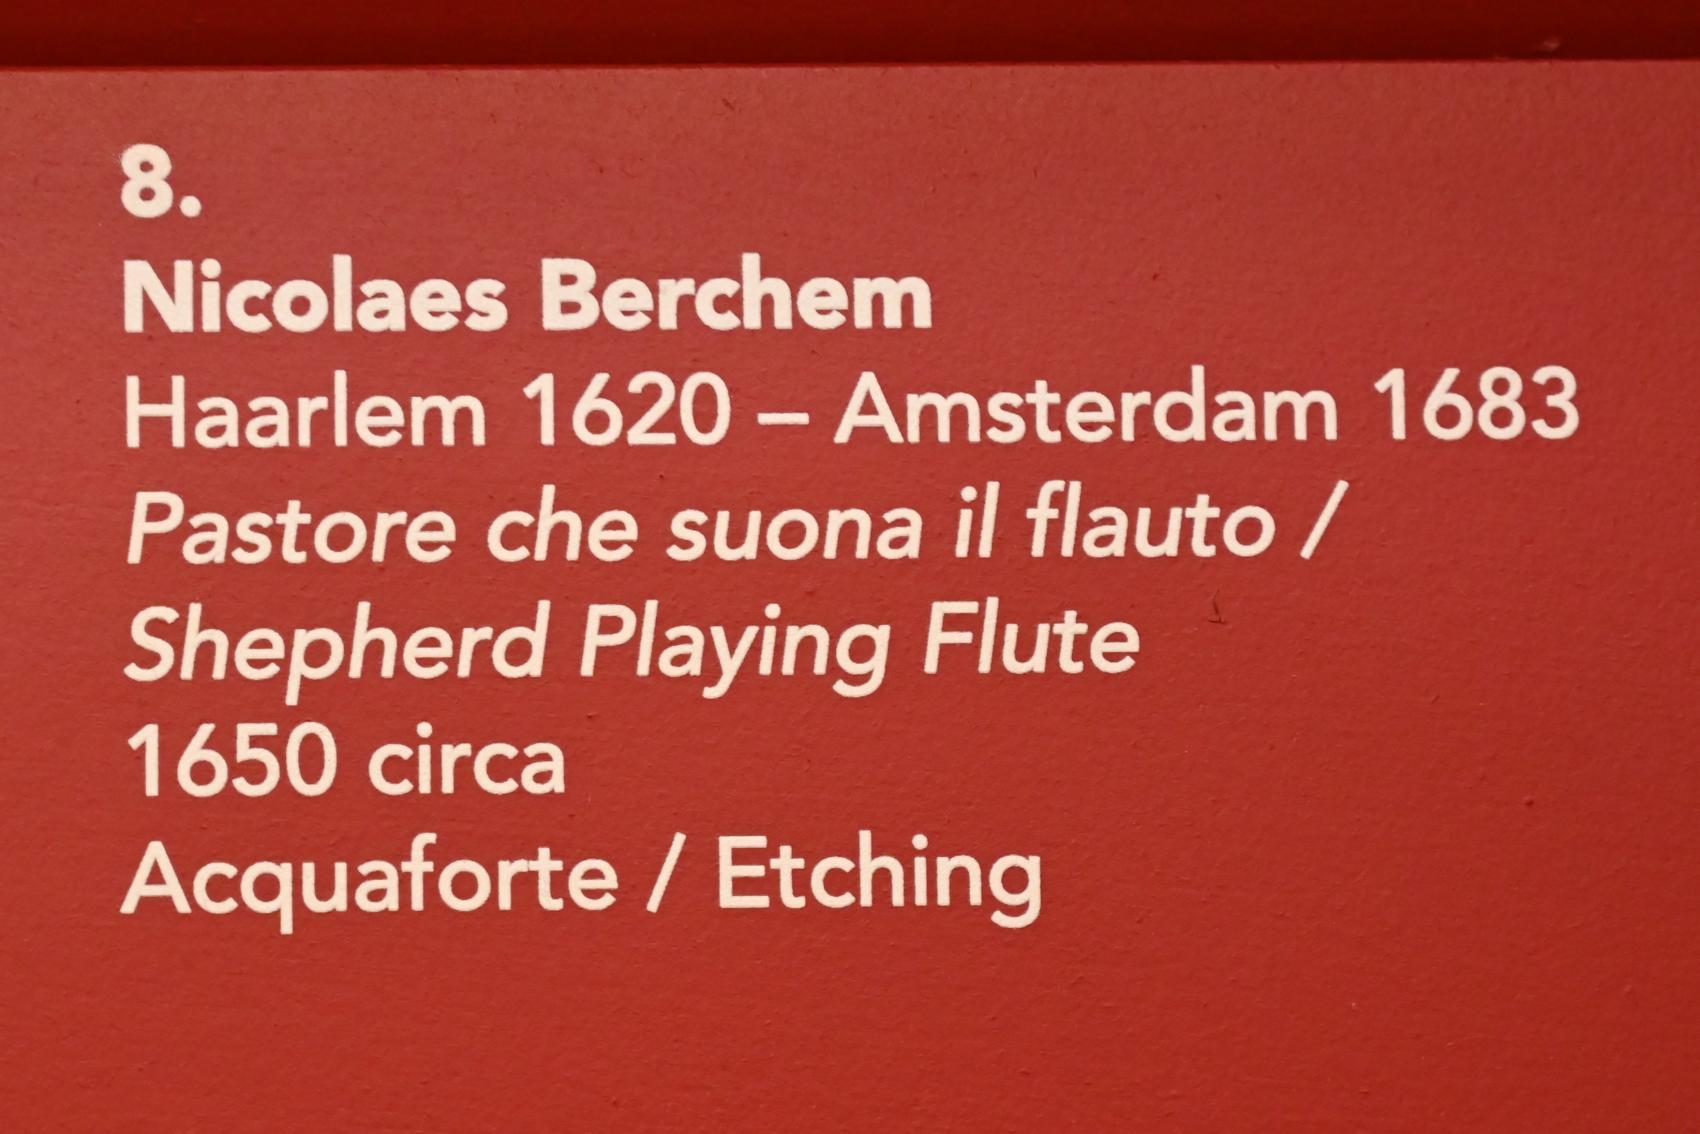 8.
Nicolaes Berchem
Haarlem 1620 – Amsterdam 1683
Pastore che suona il flauto /
Shepherd Playing Flute
1650 circa
Acquaforte / Etching